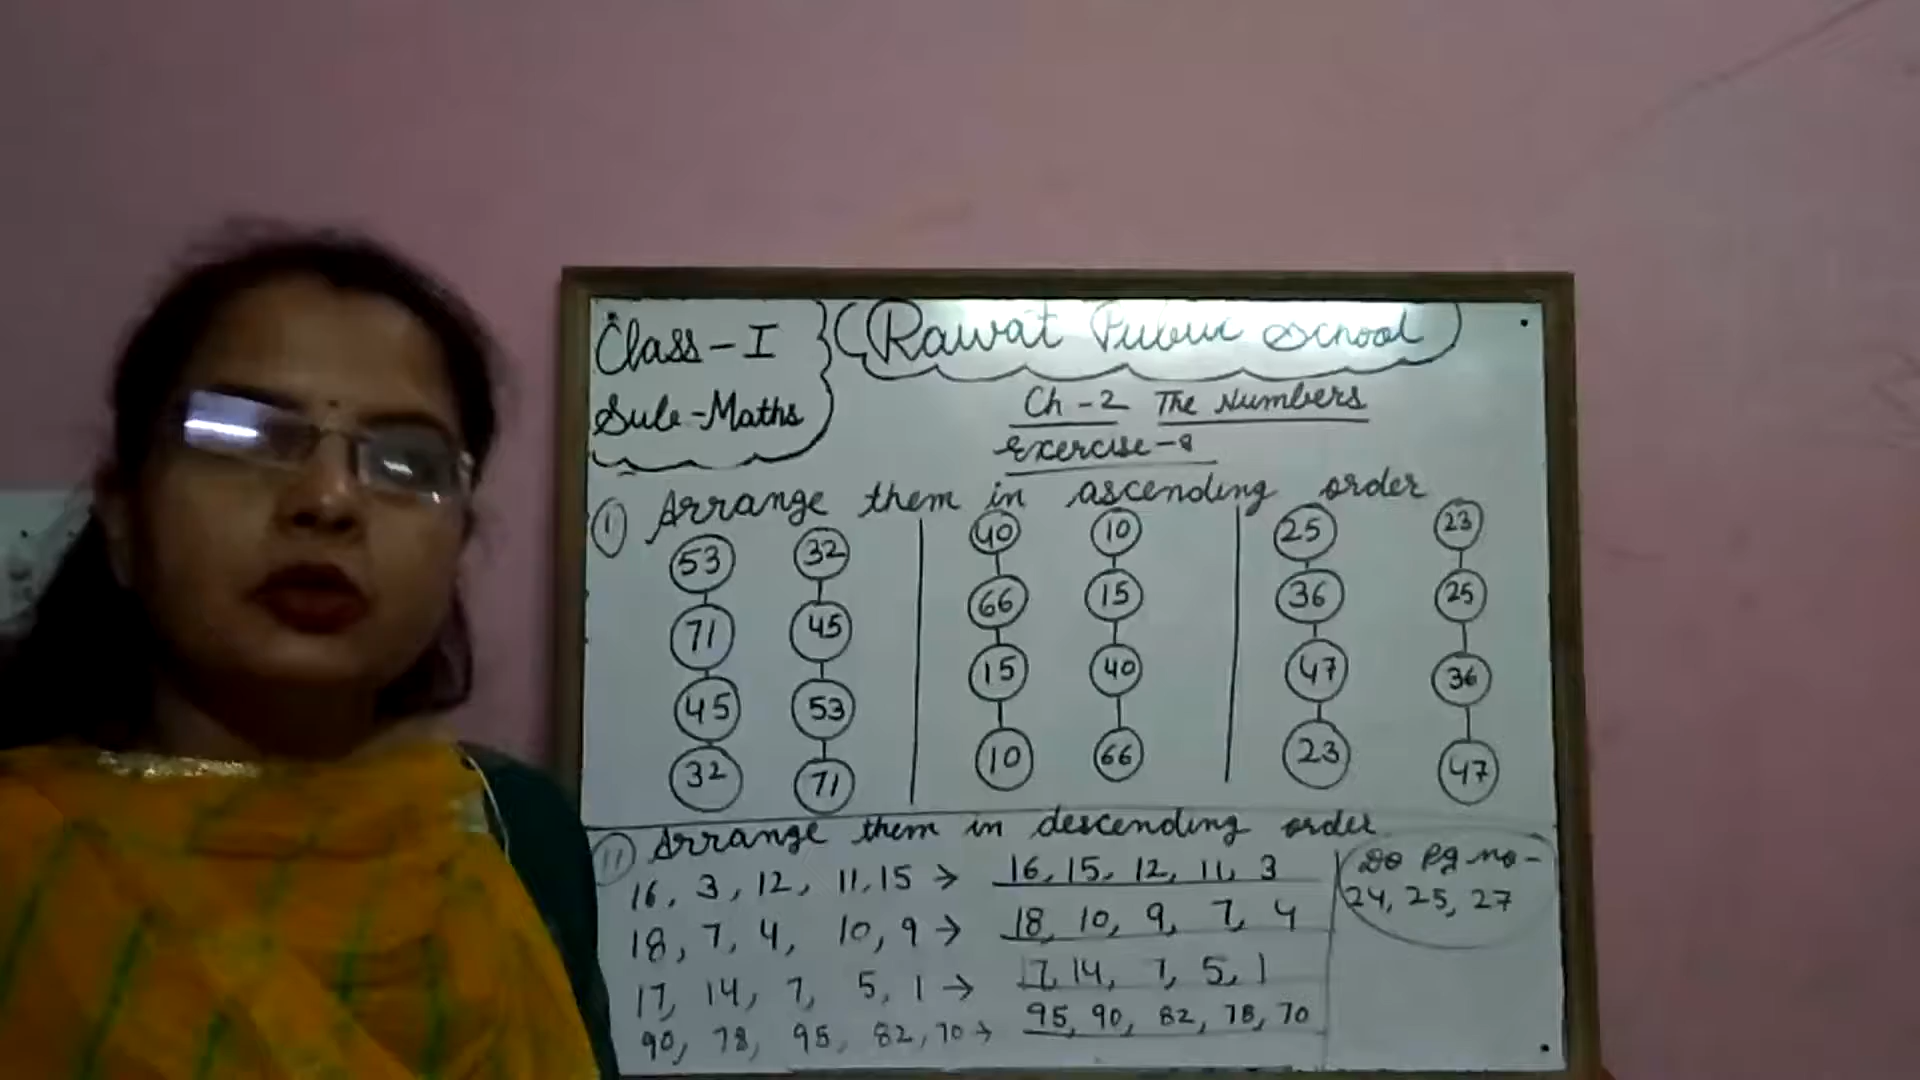 Class - I
Sub - Maths
Rawat Public School
Ch - 2 The Numbers
Exercise - 8
(I) Arrange them in ascending order
53 32 40 10 25 23
71 45 66 15 36 25
45 53 15 40 47 36
32 71 10 66 23 47
(II) Arrange them in descending order
16, 3, 12, 11, 15 → 16, 15, 12, 11, 3
18, 7, 4, 10, 9 → 18, 10, 9, 7, 4
17, 14, 7, 5, 1 → 17, 14, 7, 5, 1
90, 78, 95, 82, 70 → 95, 90, 82, 78, 70
Do Pg no -
24, 25, 27